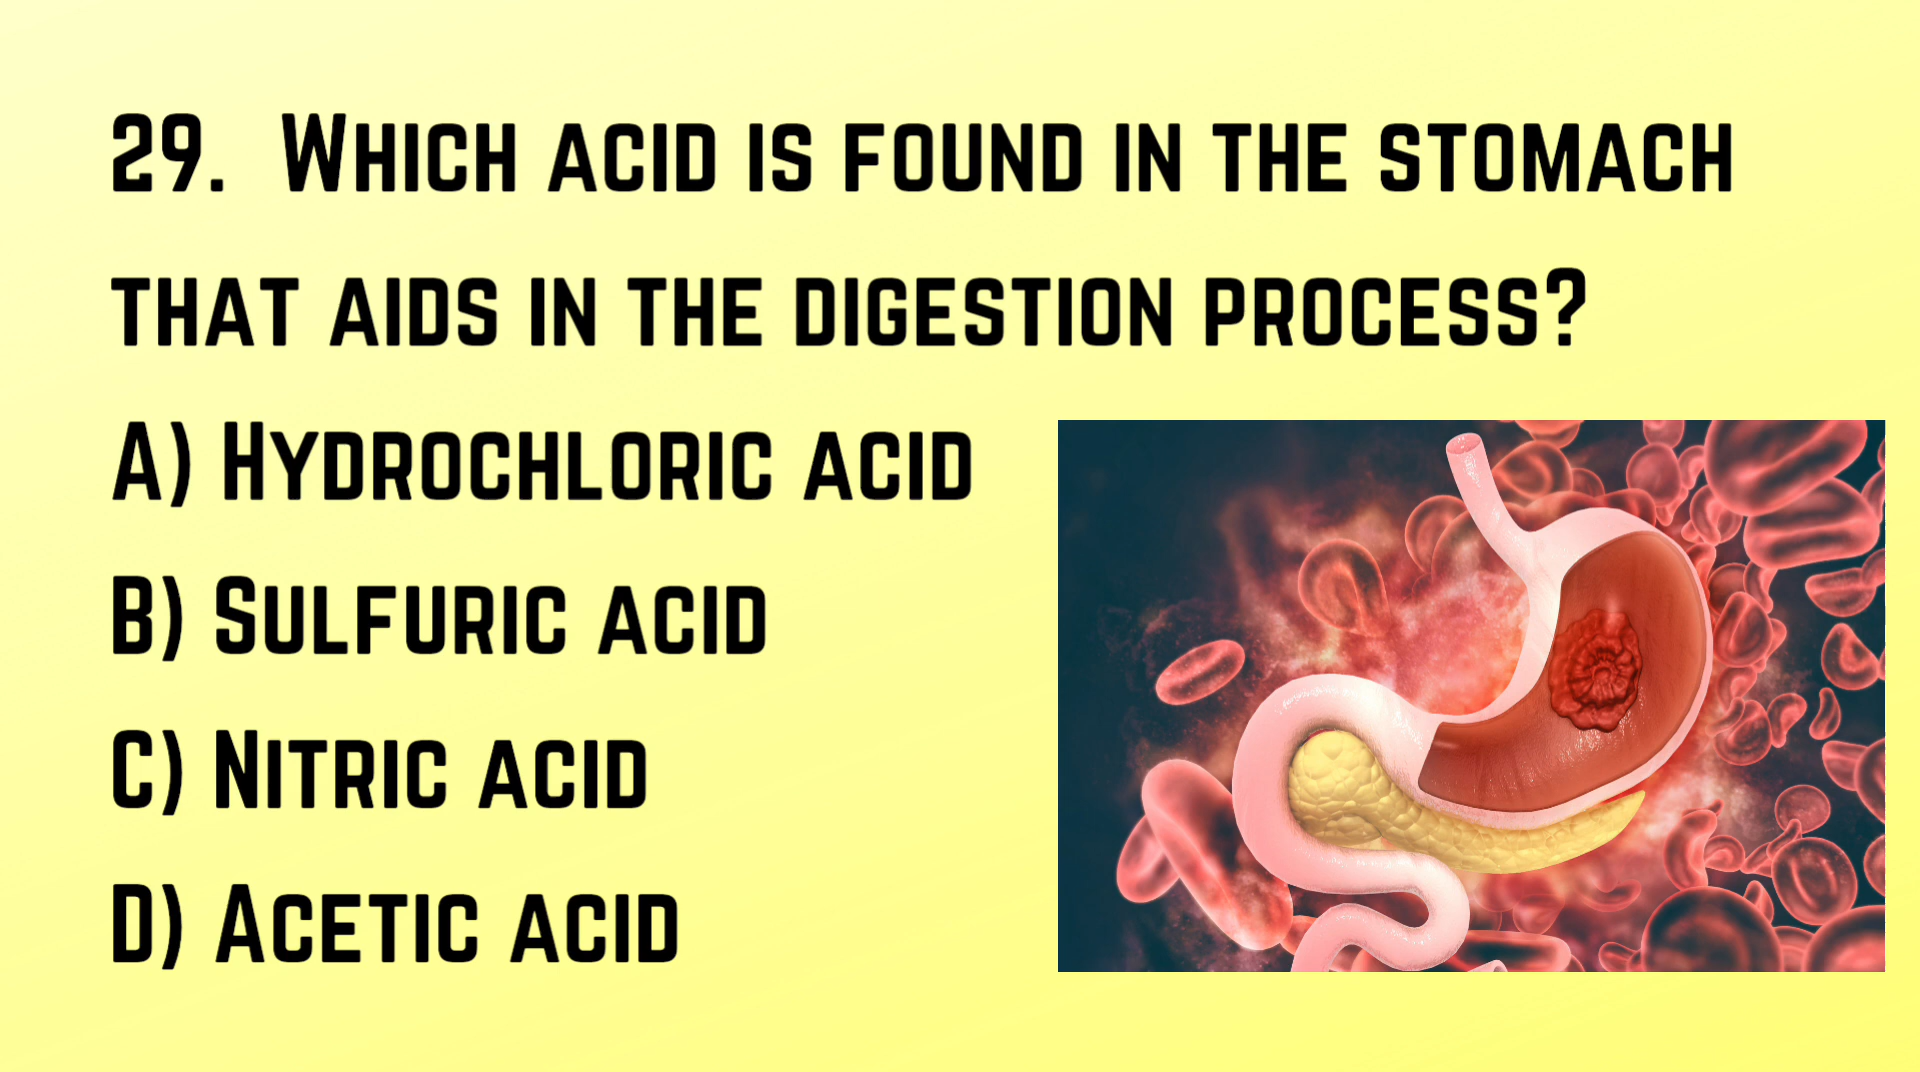 29. Which acid is found in the stomach
that aids in the digestion process?
A) Hydrochloric acid
B) Sulfuric acid
C) Nitric acid
D) Acetic acid